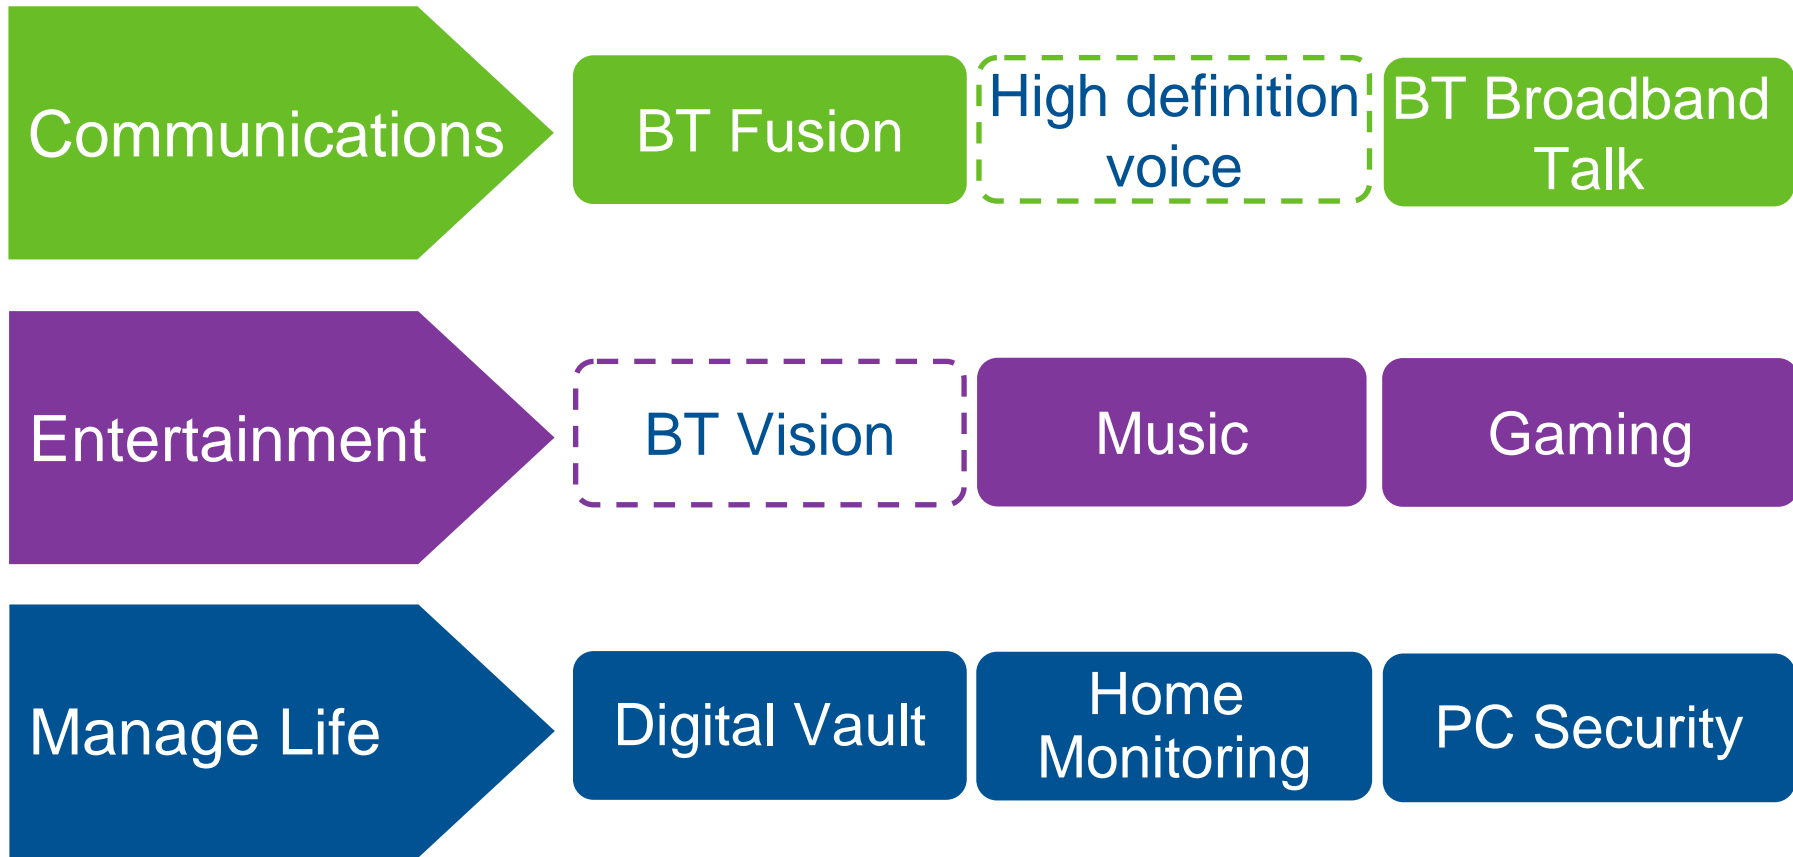 Communications
BT Fusion
High definition
voice
BT Broadband
Talk
Entertainment
BT Vision
Music
Gaming
Manage Life
Digital Vault
Home
Monitoring
PC Security